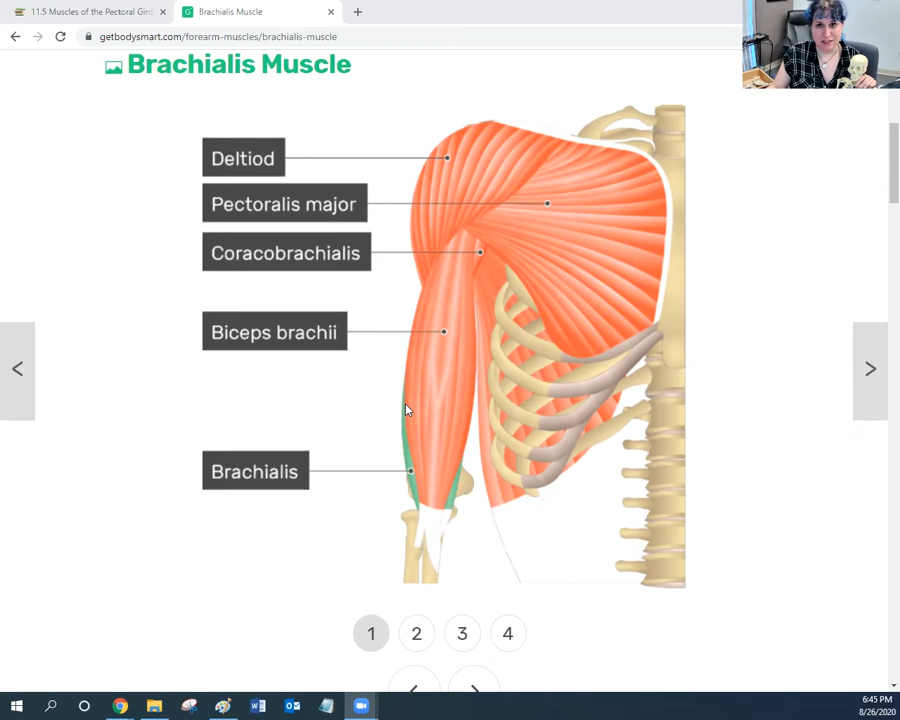 11.5 Muscles of the Pectoral Gird
Brachialis Muscle
getbodysmart.com/forearm-muscles/brachialis-muscle
Brachialis Muscle
Deltiod
Pectoralis major
Coracobrachialis
Biceps brachii
Brachialis
1 2 3 4
6:45 PM
8/26/2020